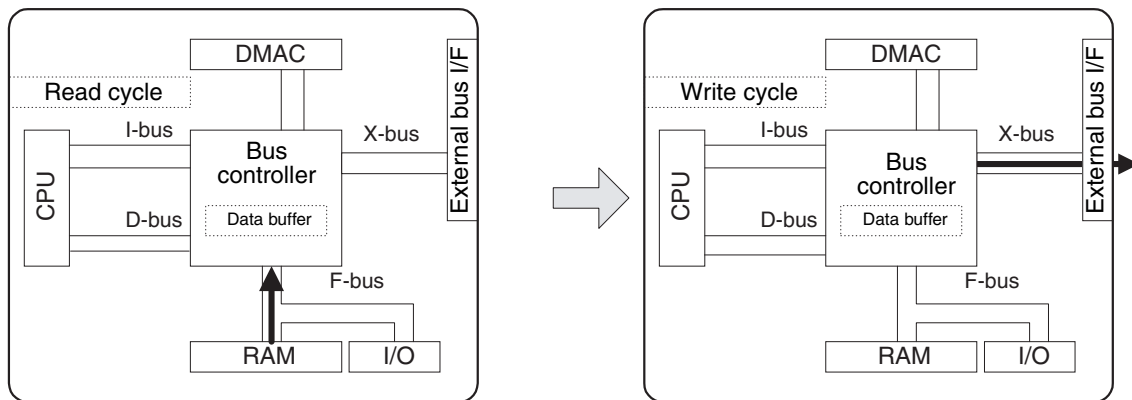 DMAC
Read cycle
I-bus
X-bus
External bus I/F
CPU
Bus
controller
D-bus
Data buffer
F-bus
RAM
I/O
DMAC
Write cycle
I-bus
X-bus
External bus I/F
CPU
Bus
controller
D-bus
Data buffer
F-bus
RAM
I/O